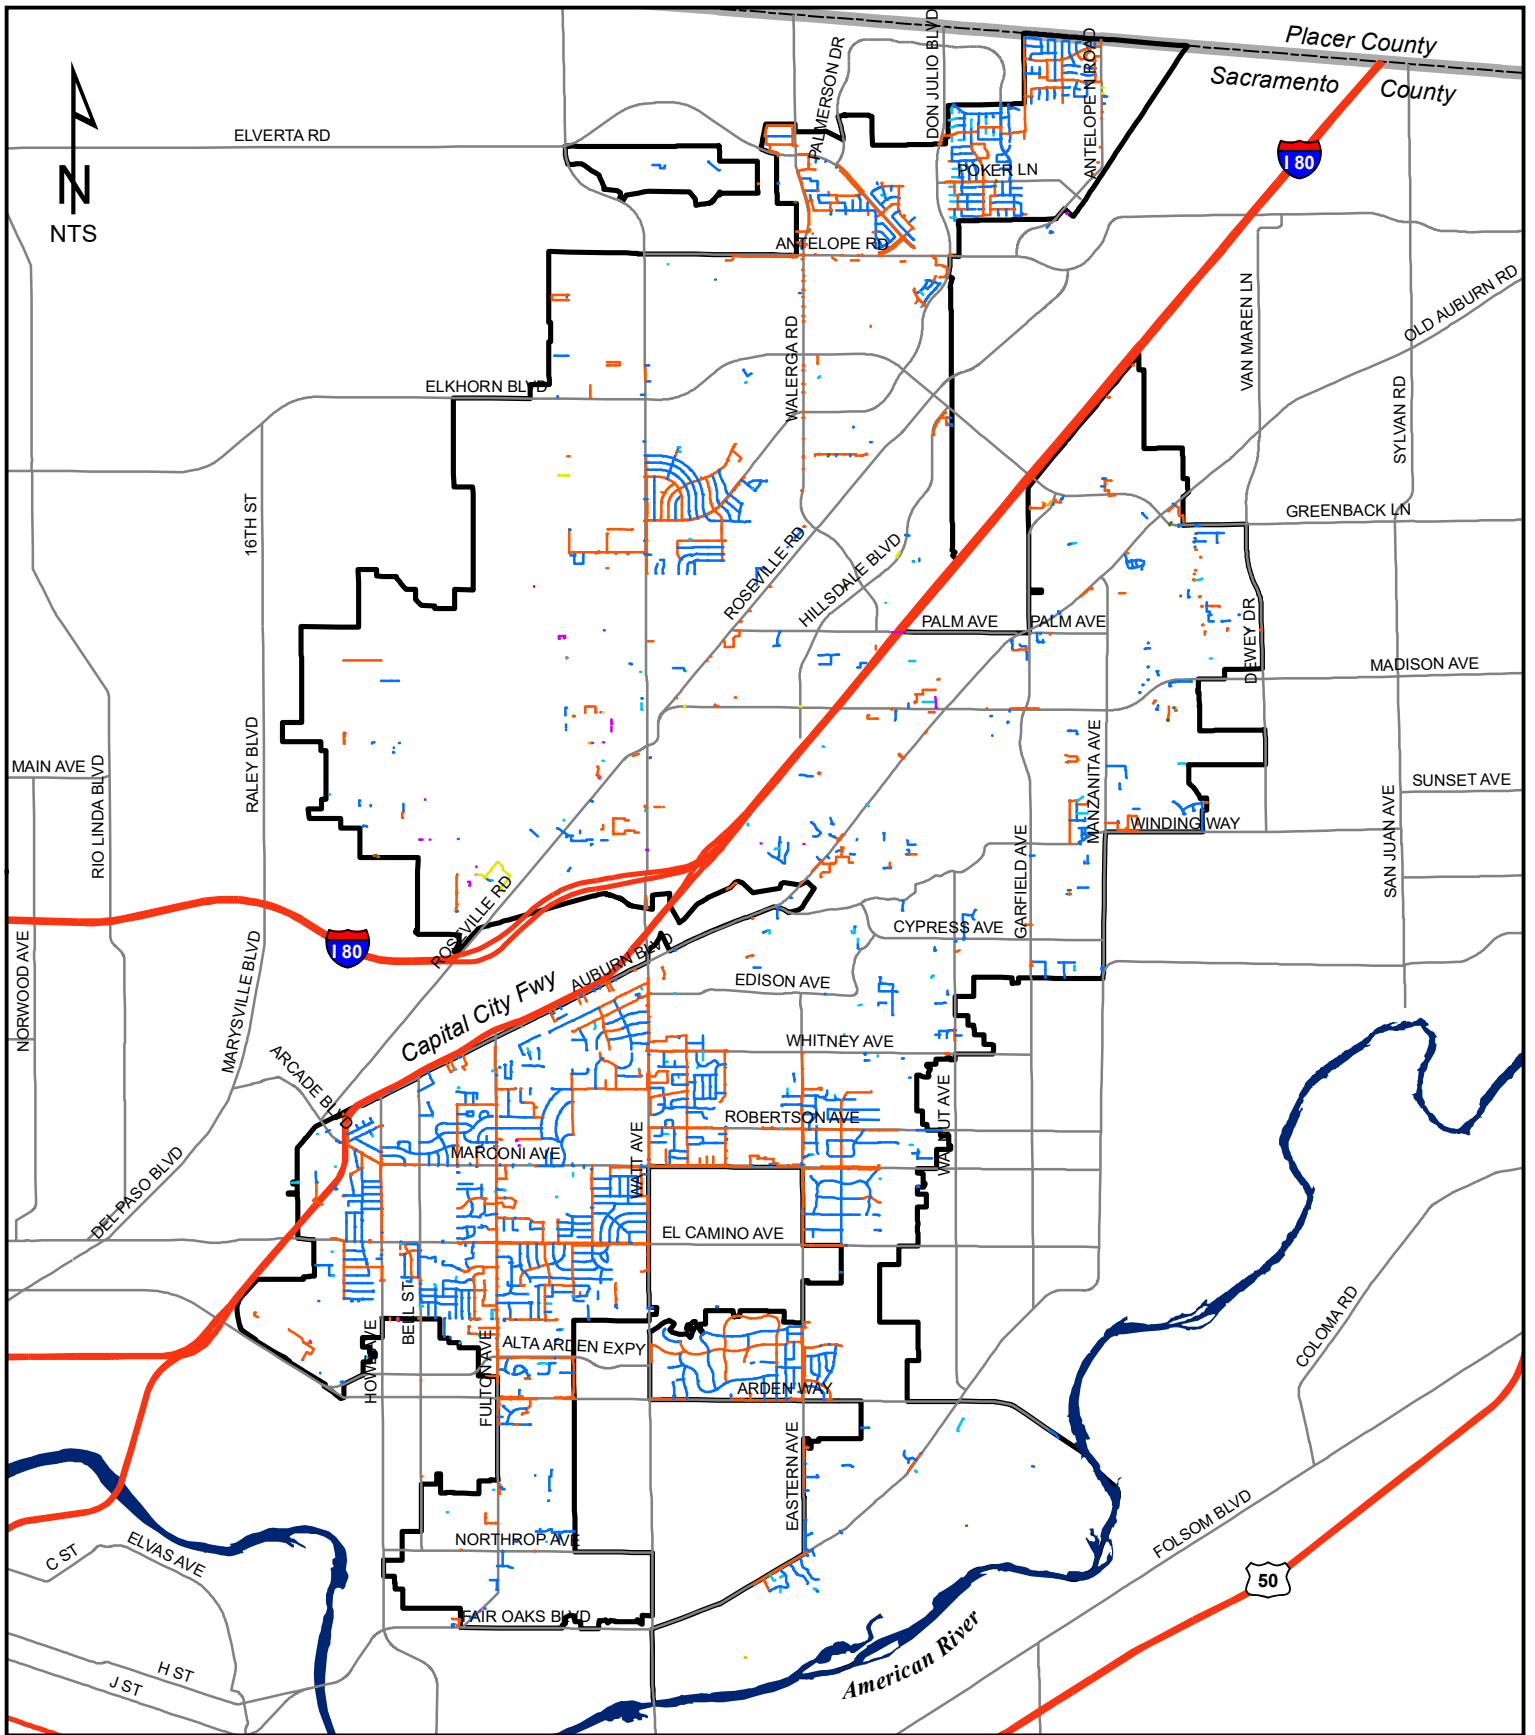 Placer County
Sacramento County
N
NTS
ELVERTA RD
PALMERSON DR
DON JULIO BLVD
ANTELOPE N ROAD
I 80
POKER LN
ANTELOPE RD
VAN MAREN LN
OLD AUBURN RD
WALERGA RD
ELKHORN BLVD
SYLVAN RD
16TH ST
GREENBACK LN
ROSEVILLE RD
HILLSDALE BLVD
PALM AVE
PALM AVE
DEWEY DR
MADISON AVE
MAIN AVE
RIO LINDA BLVD
RALEY BLVD
MANZANITA AVE
SUNSET AVE
WINDING WAY
SAN JUAN AVE
GARFIELD AVE
ROSEVILLE RD
CYPRESS AVE
I 80
NORWOOD AVE
MARYSVILLE BLVD
AUBURN BLVD
EDISON AVE
Capital City Fwy
WHITNEY AVE
ARCADE BLVD
ROBERTSON AVE
WALNUT AVE
MARCONI AVE
WATT AVE
DEL PASO BLVD
EL CAMINO AVE
BELL ST
COLOMA RD
HOWE AVE
FULTON AVE
ALTA ARDEN EXPY
ARDEN WAY
EASTERN AVE
FOLSOM BLVD
C ST
ELVAS AVE
NORTHROP AVE
50
FAIR OAKS BLVD
American River
H ST
J ST